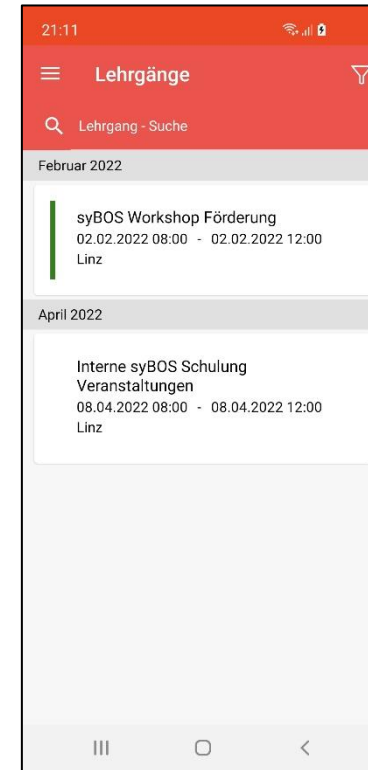 21:11
Lehrgänge
Lehrgang - Suche
Februar 2022
syBOS Workshop Förderung
02.02.2022 08:00 - 02.02.2022 12:00
Linz
April 2022
Interne syBOS Schulung
Veranstaltungen
08.04.2022 08:00 - 08.04.2022 12:00
Linz